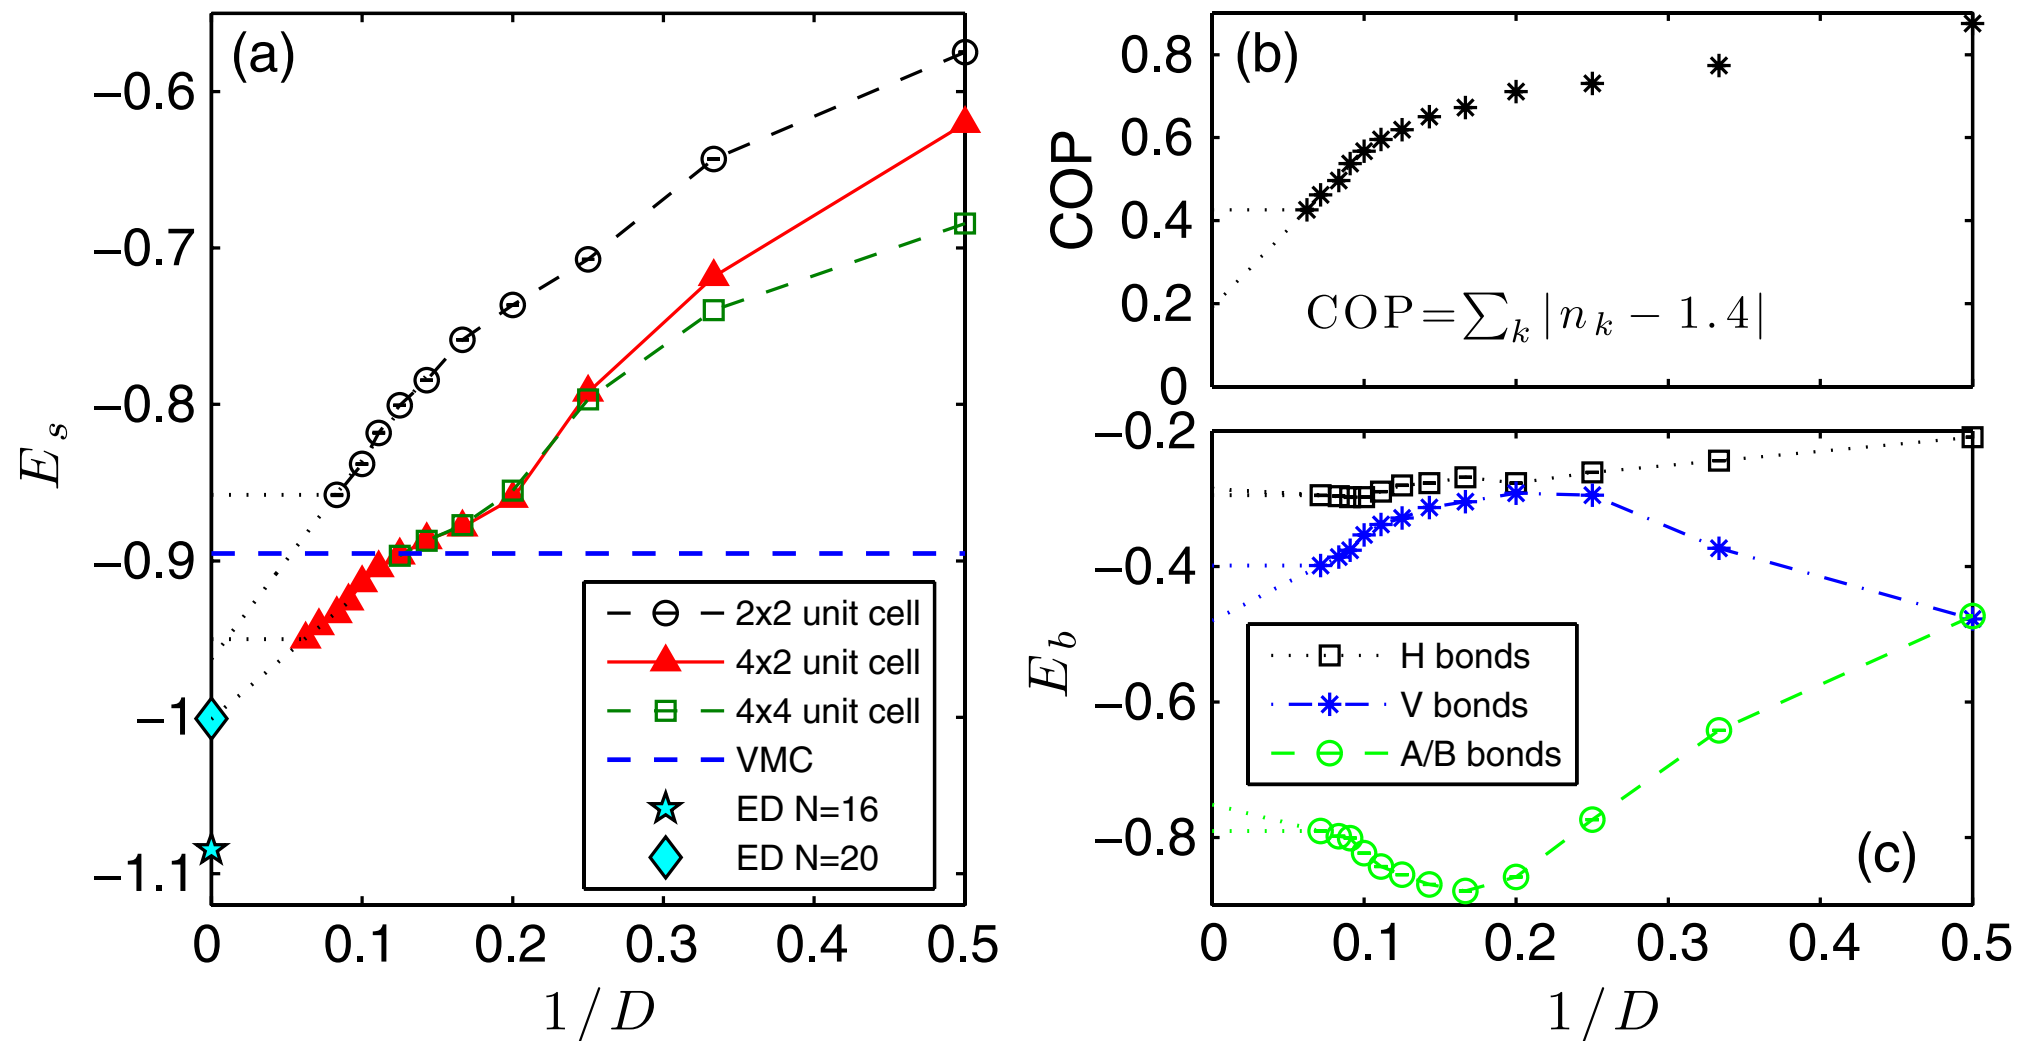 (a)
−0.6
−0.7
−0.8
−0.9
−1
−1.1
E_s
0 0.1 0.2 0.3 0.4 0.5
1/D
2x2 unit cell
4x2 unit cell
4x4 unit cell
VMC
ED N=16
ED N=20
(b)
0.8
0.6
0.4
0.2
0
COP
COP=∑_k|n_k − 1.4|
−0.2
−0.4
−0.6
−0.8
E_b
H bonds
V bonds
A/B bonds
(c)
0 0.1 0.2 0.3 0.4 0.5
1/D